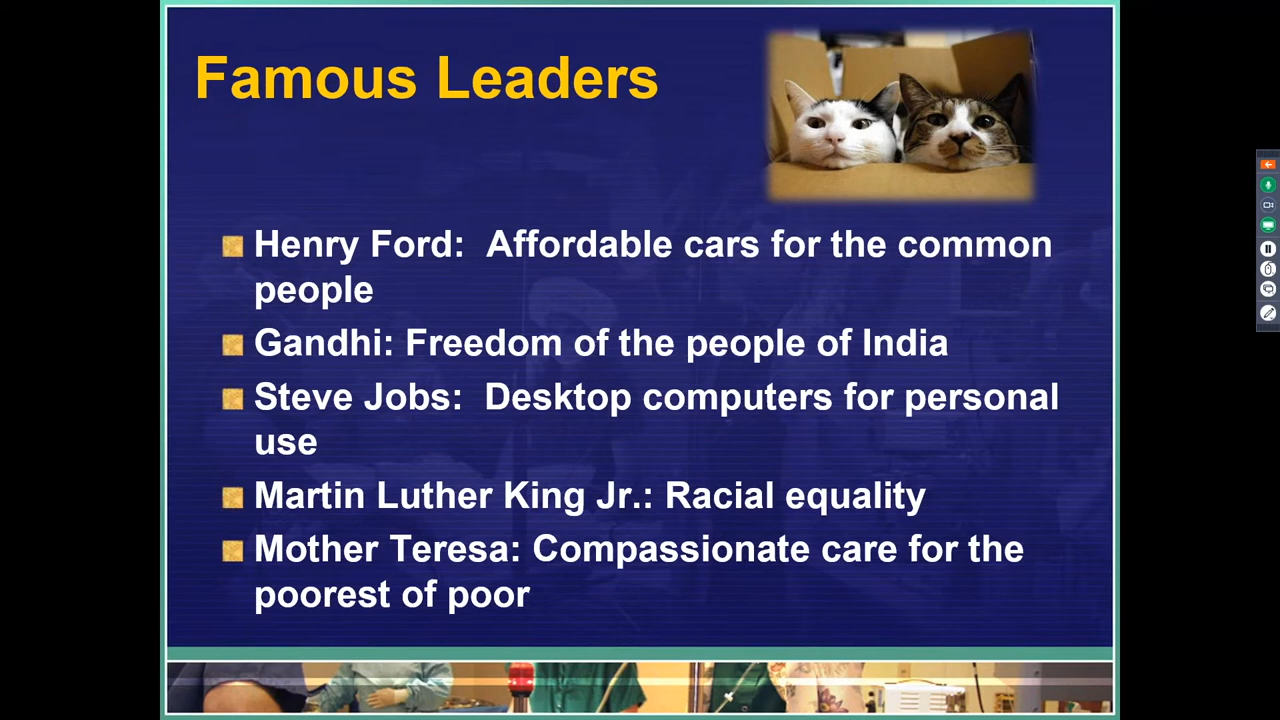 Famous Leaders
Henry Ford:  Affordable cars for the common
people
Gandhi: Freedom of the people of India
Steve Jobs:  Desktop computers for personal
use
Martin Luther King Jr.: Racial equality
Mother Teresa: Compassionate care for the
poorest of poor